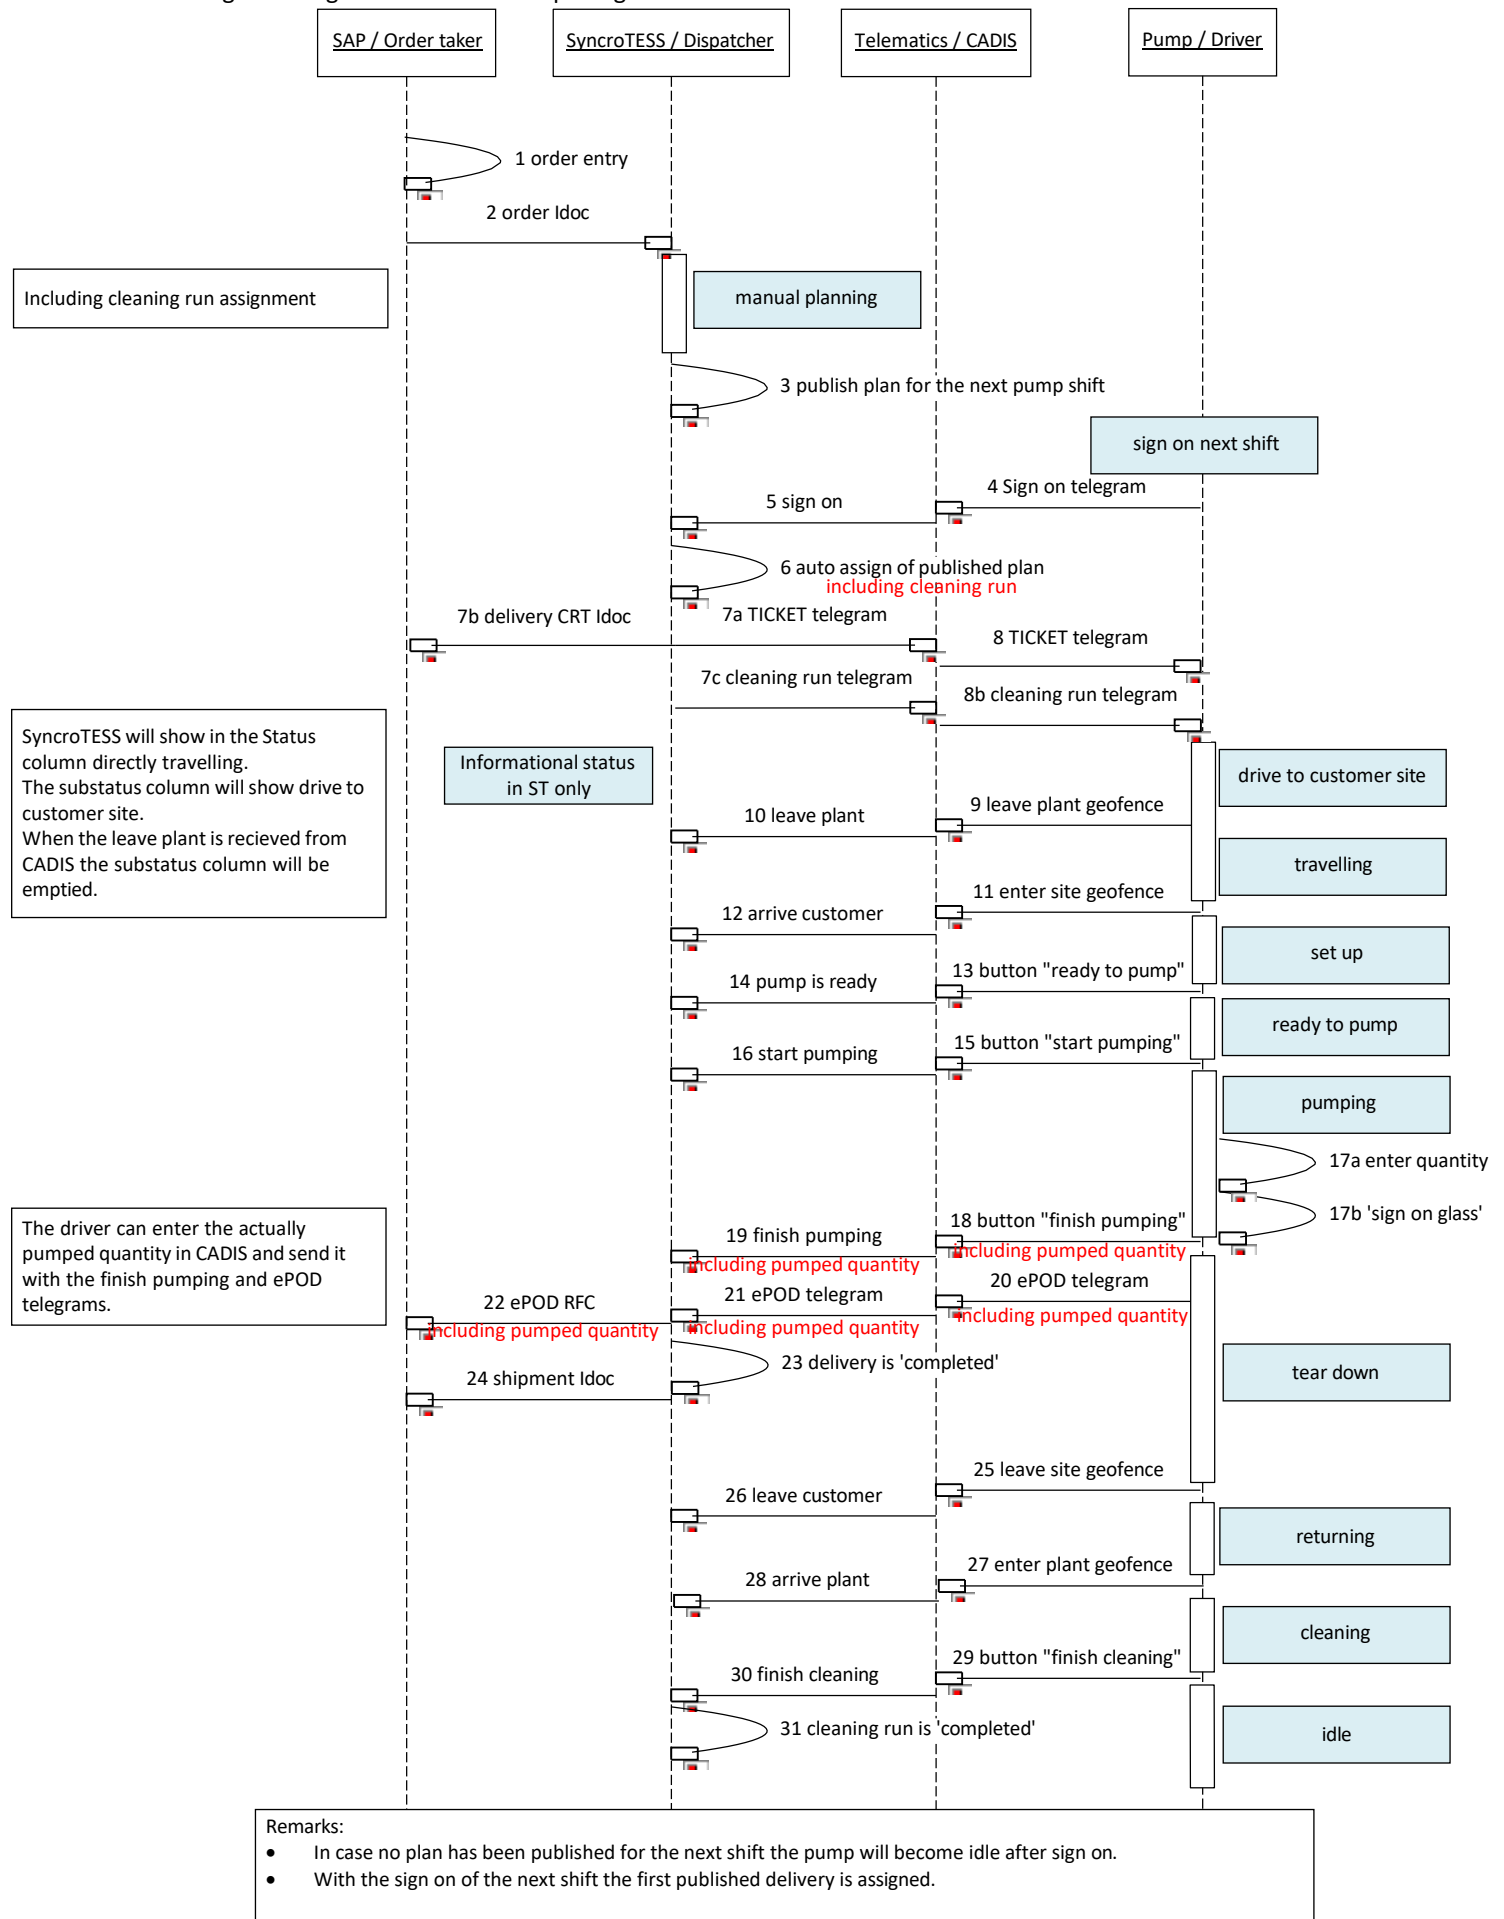 SAP / Order taker
SyncroTESS / Dispatcher
Telematics / CADIS
Pump / Driver
1 order entry
2 order Idoc
Including cleaning run assignment
manual planning
3 publish plan for the next pump shift
sign on next shift
4 Sign on telegram
5 sign on
6 auto assign of published plan
including cleaning run
7b delivery CRT Idoc
7a TICKET telegram
8 TICKET telegram
7c cleaning run telegram
8b cleaning run telegram
SyncroTESS will show in the Status
column directly travelling.
The substatus column will show drive to
customer site.
When the leave plant is recieved from
CADIS the substatus column will be
emptied.
Informational status
in ST only
drive to customer site
9 leave plant geofence
10 leave plant
travelling
11 enter site geofence
12 arrive customer
set up
13 button "ready to pump"
14 pump is ready
ready to pump
15 button "start pumping"
16 start pumping
pumping
17a enter quantity
17b 'sign on glass'
The driver can enter the actually
pumped quantity in CADIS and send it
with the finish pumping and ePOD
telegrams.
18 button "finish pumping"
including pumped quantity
19 finish pumping
including pumped quantity
20 ePOD telegram
including pumped quantity
21 ePOD telegram
including pumped quantity
22 ePOD RFC
including pumped quantity
23 delivery is 'completed'
24 shipment Idoc
tear down
25 leave site geofence
26 leave customer
returning
27 enter plant geofence
28 arrive plant
cleaning
29 button "finish cleaning"
30 finish cleaning
31 cleaning run is 'completed'
idle
Remarks:
• In case no plan has been published for the next shift the pump will become idle after sign on.
• With the sign on of the next shift the first published delivery is assigned.